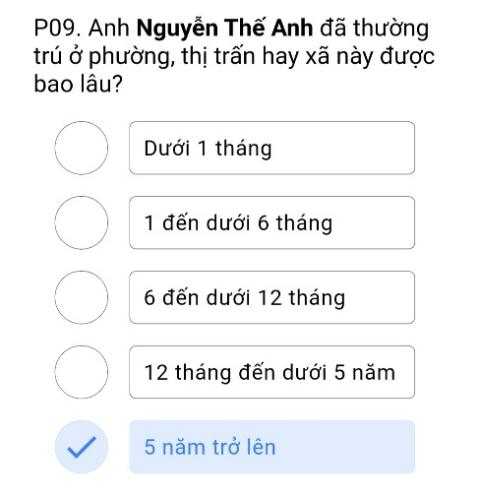 P09. Anh Nguyễn Thế Anh đã thường
trú ở phường, thị trấn hay xã này được
bao lâu?
Dưới 1 tháng
1 đến dưới 6 tháng
6 đến dưới 12 tháng
12 tháng đến dưới 5 năm
5 năm trở lên